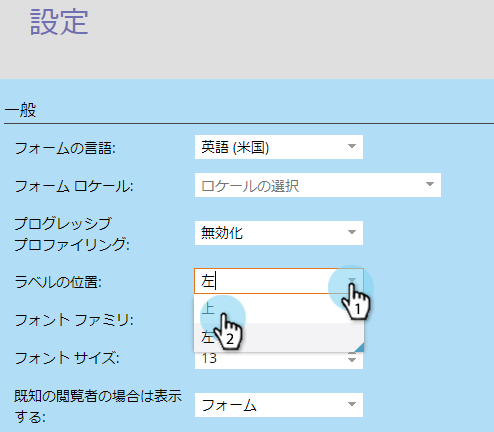 設定
一般
フォームの言語: 英語 (米国)
フォーム ロケール: ロケールの選択
プログレッシブ
プロファイリング: 無効化
ラベルの位置: 左
1
上
フォント ファミリ:
2
左
フォント サイズ: 13
既知の閲覧者の場合は表示
する: フォーム